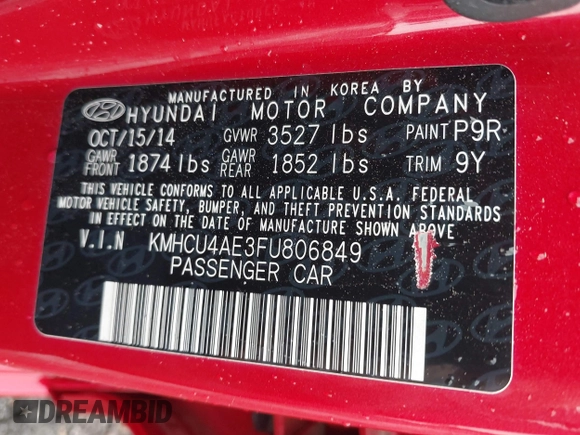 MANUFACTURED IN KOREA BY
HYUNDAI MOTOR COMPANY
OCT/15/14 GVWR 3527 lbs PAINT P9R
GAWR FRONT 1874 lbs GAWR REAR 1852 lbs TRIM 9Y
THIS VEHICLE CONFORMS TO ALL APPLICABLE U.S.A. FEDERAL
MOTOR VEHICLE SAFETY, BUMPER, AND THEFT PREVENTION STANDARDS
IN EFFECT ON THE DATE OF MANUFACTURE SHOWN ABOVE
V.I.N KMHCU4AE3FU806849
PASSENGER CAR
DREAMBID